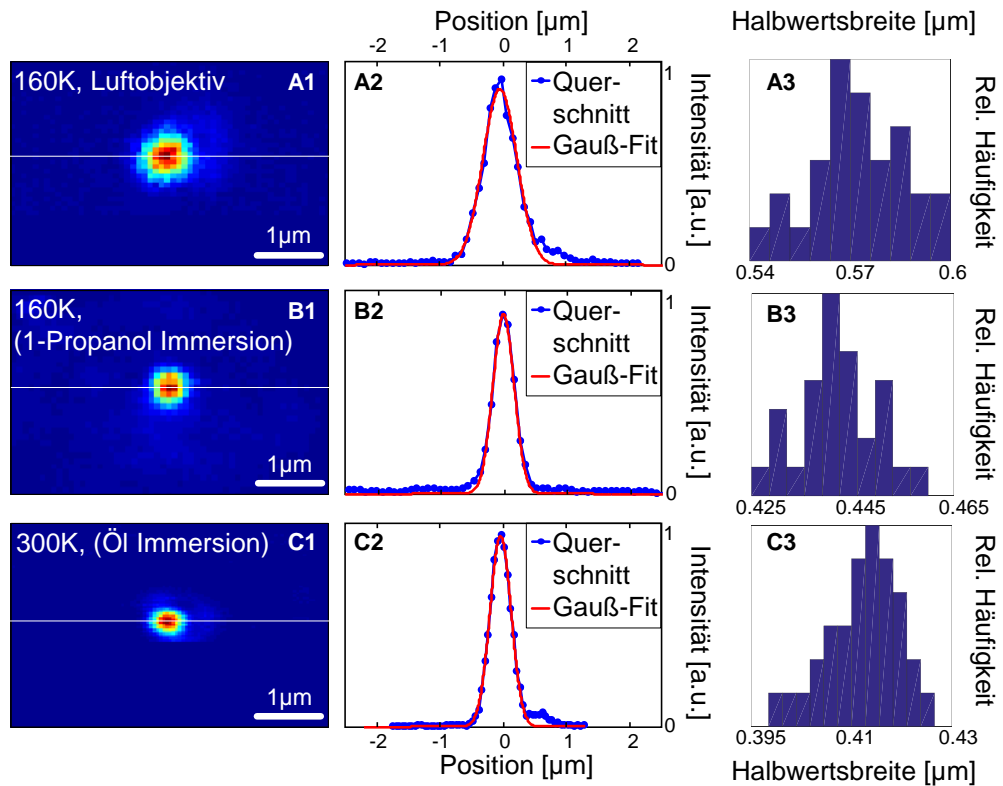 Position [µm]
-2 -1 0 1 2
Halbwertsbreite [µm]
160K, Luftobjektiv A1
1µm
A2
Quer-
schnitt
Gauß-Fit
1
0
Intensität [a.u.]
A3
0.54 0.57 0.6
Rel. Häufigkeit
160K, B1
(1-Propanol Immersion)
1µm
B2
Quer-
schnitt
Gauß-Fit
1
0
Intensität [a.u.]
B3
0.425 0.445 0.465
Rel. Häufigkeit
300K, (Öl Immersion) C1
1µm
C2
Quer-
schnitt
Gauß-Fit
1
0
Intensität [a.u.]
-2 -1 0 1 2
Position [µm]
C3
0.395 0.41 0.43
Rel. Häufigkeit
Halbwertsbreite [µm]